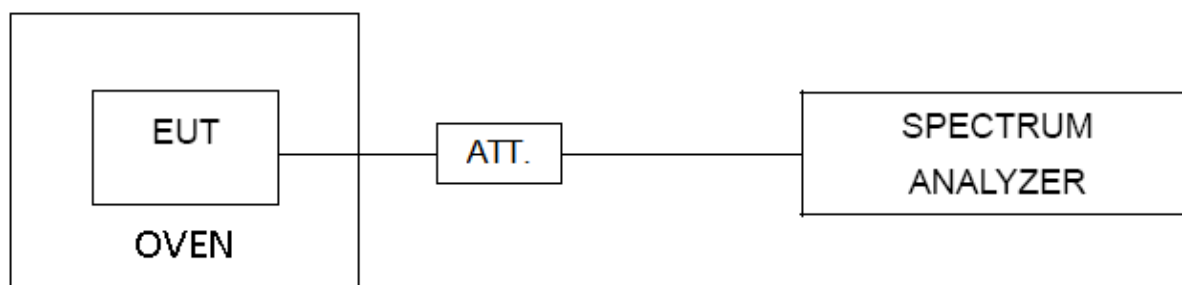 EUT
OVEN
ATT.
SPECTRUM
ANALYZER